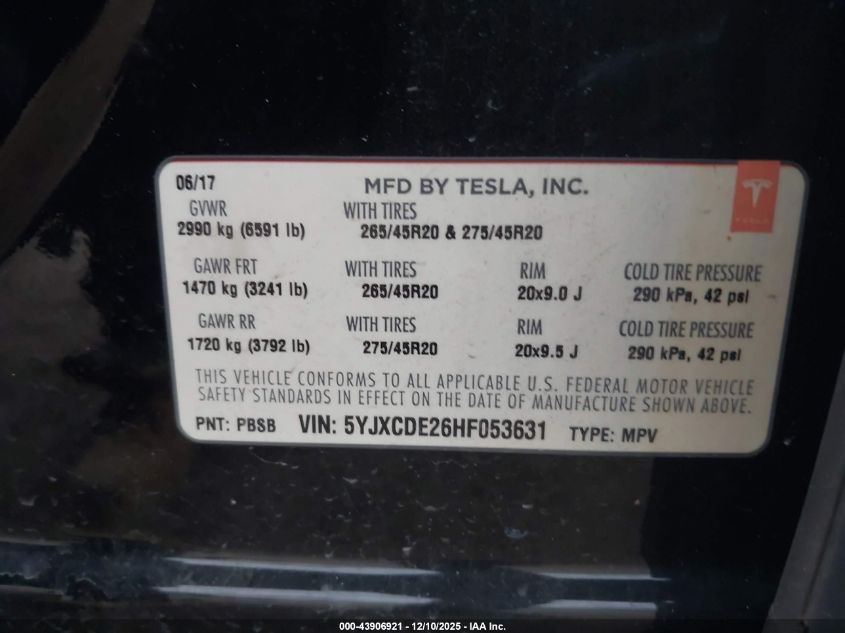 06/17 MFD BY TESLA, INC.
TESLA
GVWR WITH TIRES
2990 kg (6591 lb) 265/45R20 & 275/45R20
GAWR FRT WITH TIRES RIM COLD TIRE PRESSURE
1470 kg (3241 lb) 265/45R20 20x9.0 J 290 kPa, 42 psi
GAWR RR WITH TIRES RIM COLD TIRE PRESSURE
1720 kg (3792 lb) 275/45R20 20x9.5 J 290 kPa, 42 psi
THIS VEHICLE CONFORMS TO ALL APPLICABLE U.S. FEDERAL MOTOR VEHICLE
SAFETY STANDARDS IN EFFECT ON THE DATE OF MANUFACTURE SHOWN ABOVE.
PNT: PBSB VIN: 5YJXCDE26HF053631 TYPE: MPV
000-43906921 - 12/10/2025 - IAA Inc.